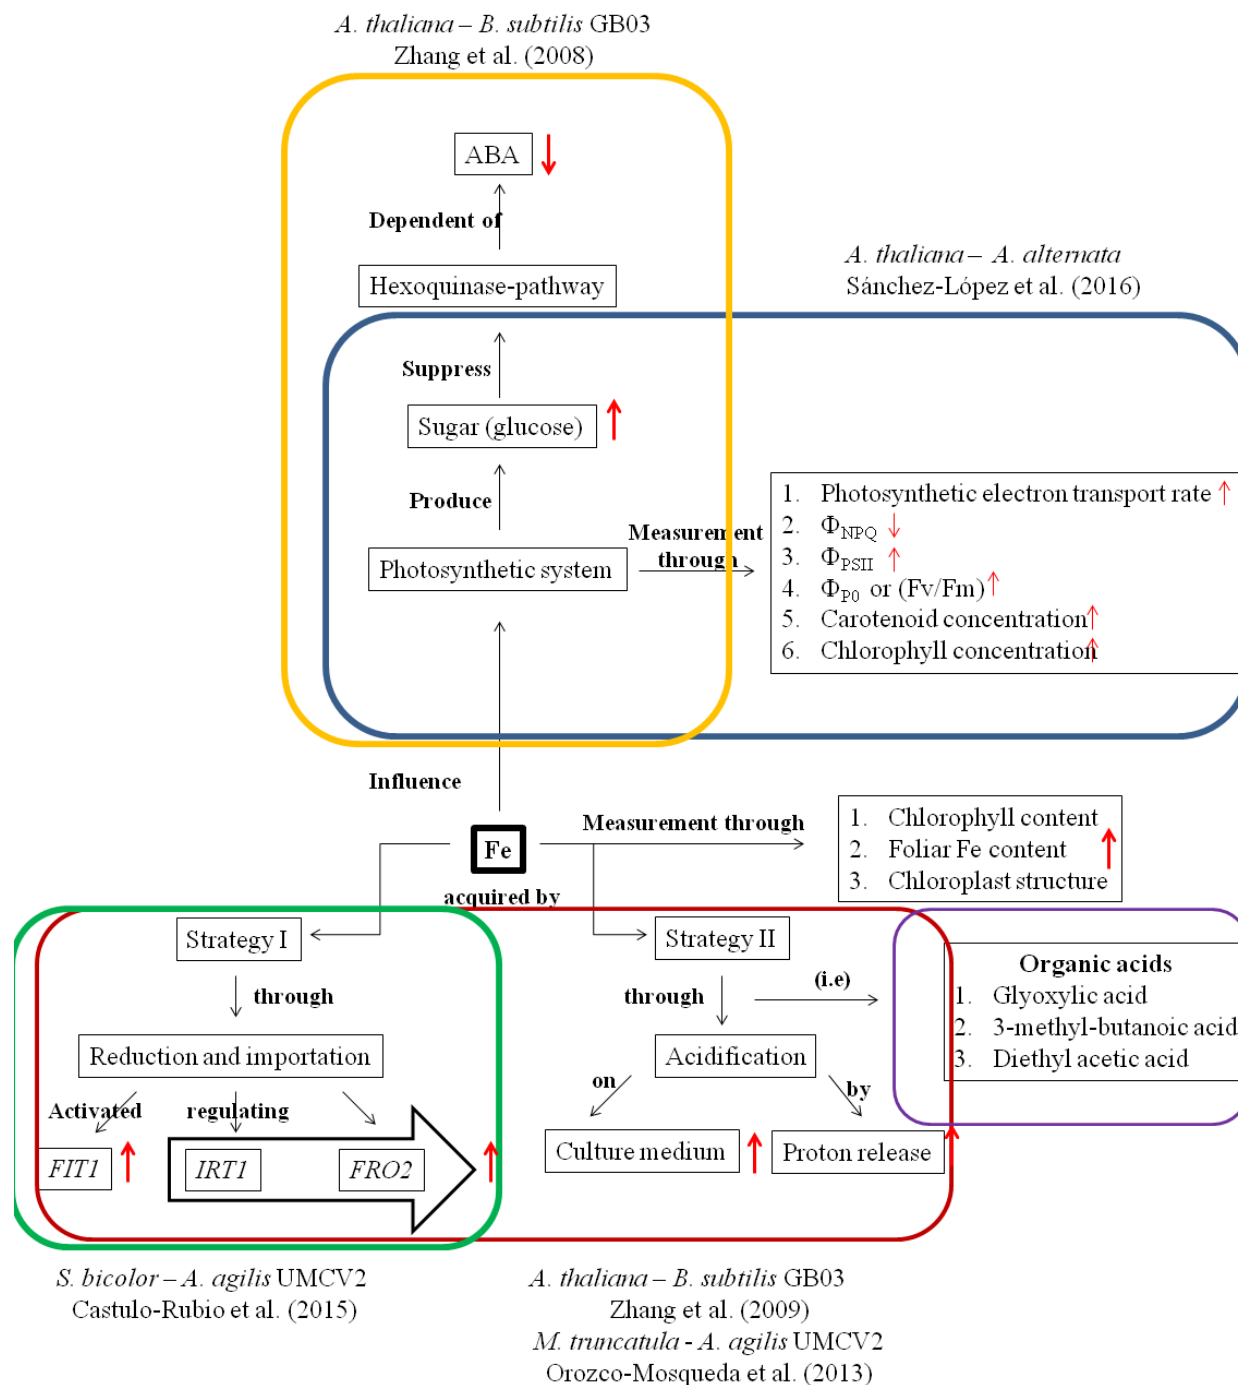 A. thaliana – B. subtilis GB03
Zhang et al. (2008)
ABA
Dependent of
Hexoquinase-pathway
A. thaliana – A. alternata
Sánchez-López et al. (2016)
Suppress
Sugar (glucose)
Produce
Photosynthetic system
Measurement
through
1. Photosynthetic electron transport rate
2. ΦNPQ
3. ΦPSII
4. ΦP0 or (Fv/Fm)
5. Carotenoid concentration
6. Chlorophyll concentration
Influence
Fe
Measurement through
1. Chlorophyll content
2. Foliar Fe content
3. Chloroplast structure
acquired by
Strategy I
through
Reduction and importation
Activated
regulating
FIT1
IRT1
FRO2
Strategy II
through
(i.e)
Acidification
on
by
Culture medium
Proton release
Organic acids
1. Glyoxylic acid
2. 3-methyl-butanoic acid
3. Diethyl acetic acid
S. bicolor – A. agilis UMCV2
Castulo-Rubio et al. (2015)
A. thaliana – B. subtilis GB03
Zhang et al. (2009)
M. truncatula - A. agilis UMCV2
Orozco-Mosqueda et al. (2013)